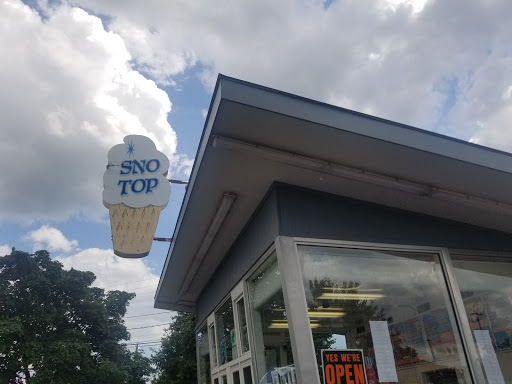 SNO
TOP
YES WE'RE
OPEN